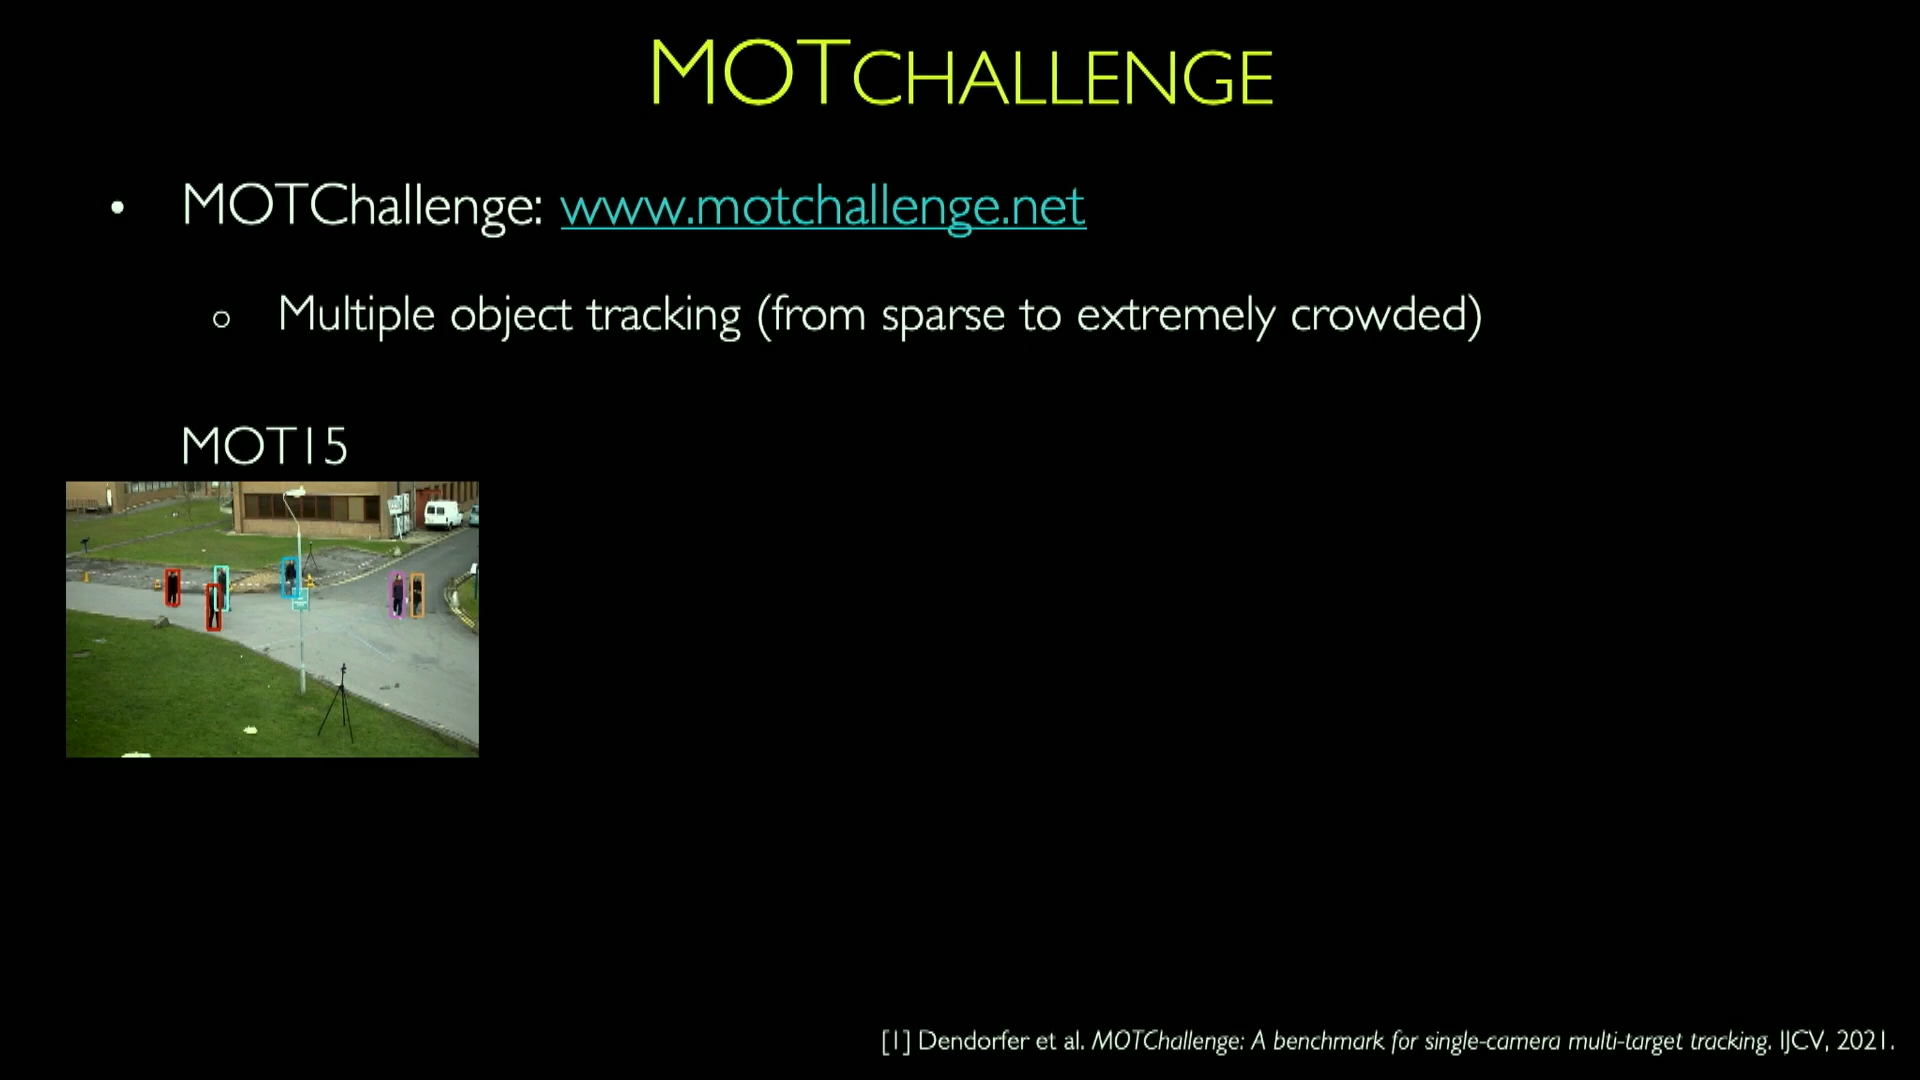 MOTCHALLENGE
• MOTChallenge: www.motchallenge.net
○ Multiple object tracking (from sparse to extremely crowded)
MOT15
[1] Dendorfer et al. MOTChallenge: A benchmark for single-camera multi-target tracking. IJCV, 2021.